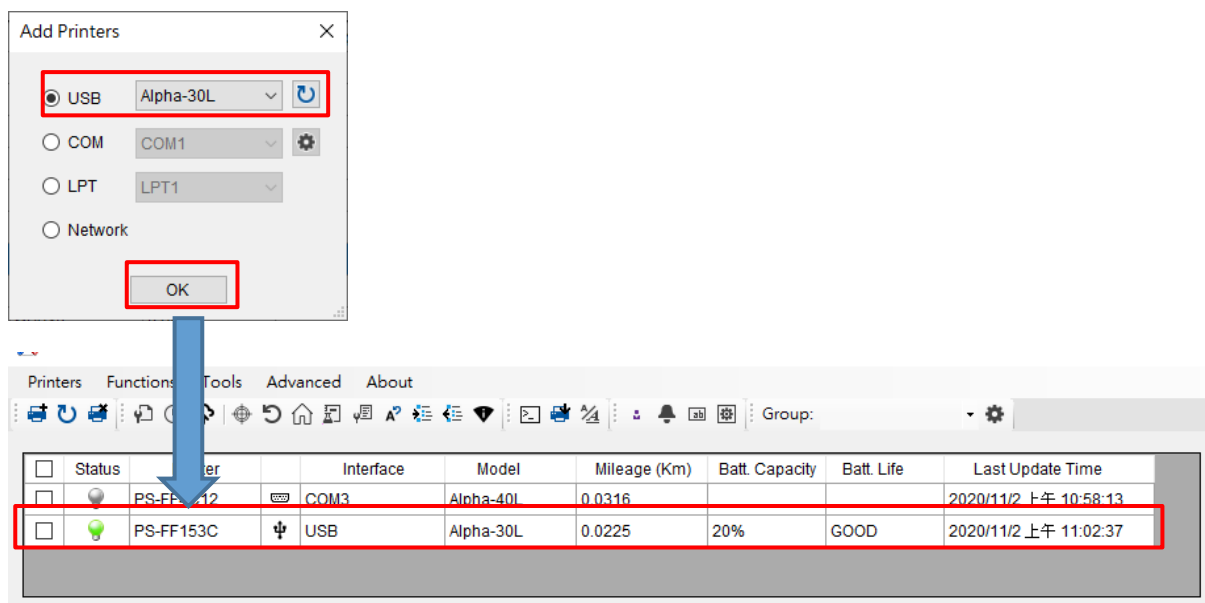 Add Printers
USB Alpha-30L
COM COM1
LPT LPT1
Network
OK
Printers Functions Tools Advanced About
Group:
Status Interface Model Mileage (Km) Batt. Capacity Batt. Life Last Update Time
COM3 Alpha-40L 0.0316 2020/11/2 上午 10:58:13
PS-FF153C USB Alpha-30L 0.0225 20% GOOD 2020/11/2 上午 11:02:37